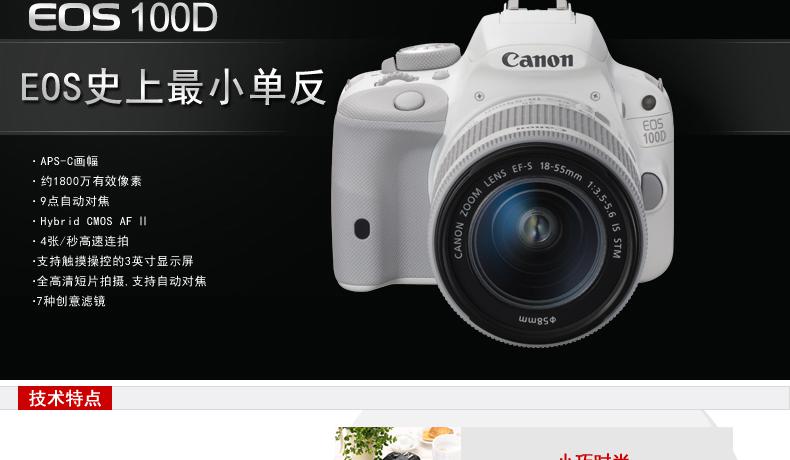 EOS 100D
EOS史上最小单反
· APS-C画幅
· 约1800万有效像素
· 9点自动对焦
· Hybrid CMOS AF II
· 4张/秒高速连拍
·支持触摸操控的3英寸显示屏
·全高清短片拍摄,支持自动对焦
·7种创意滤镜
Canon
EOS
100D
CANON ZOOM LENS EF-S 18-55mm 1:3.5-5.6 IS STM
φ58mm
技术特点
小巧时尚